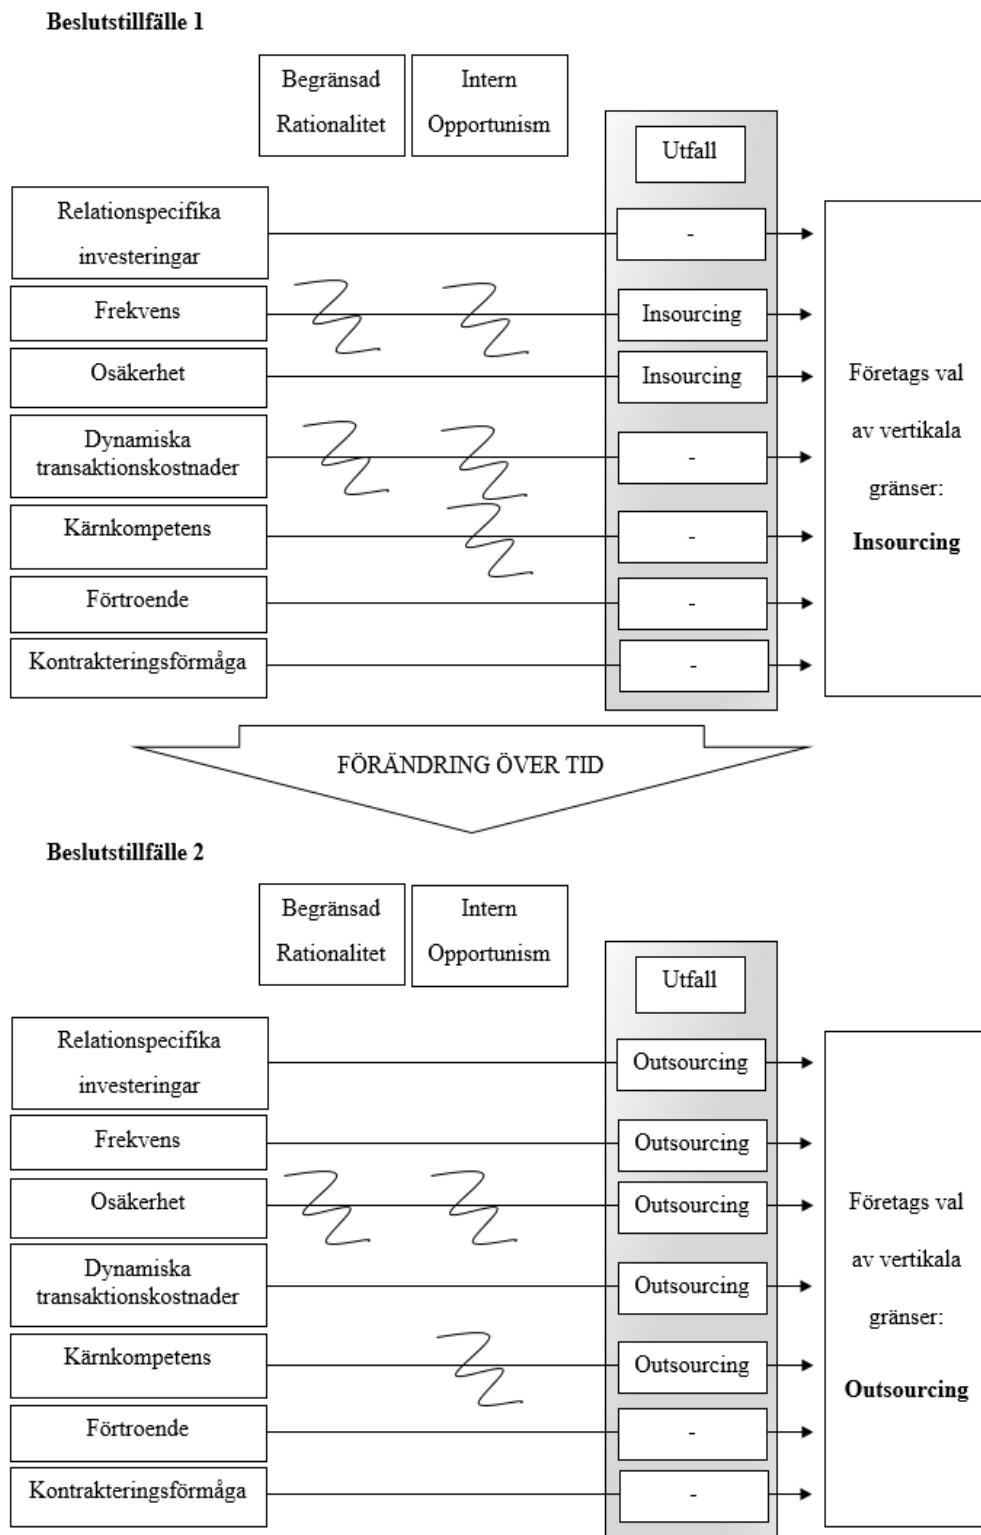 Beslutstillfälle 1
Begränsad
Rationalitet
Intern
Opportunism
Utfall
Relationspecifika
investeringar
-
Frekvens
Insourcing
Osäkerhet
Insourcing
Dynamiska
transaktionskostnader
-
Kärnkompetens
-
Förtroende
-
Kontrakteringsförmåga
-
Företags val
av vertikala
gränser:
Insourcing
FÖRÄNDRING ÖVER TID
Beslutstillfälle 2
Begränsad
Rationalitet
Intern
Opportunism
Utfall
Relationspecifika
investeringar
Outsourcing
Frekvens
Outsourcing
Osäkerhet
Outsourcing
Dynamiska
transaktionskostnader
Outsourcing
Kärnkompetens
Outsourcing
Förtroende
-
Kontrakteringsförmåga
-
Företags val
av vertikala
gränser:
Outsourcing